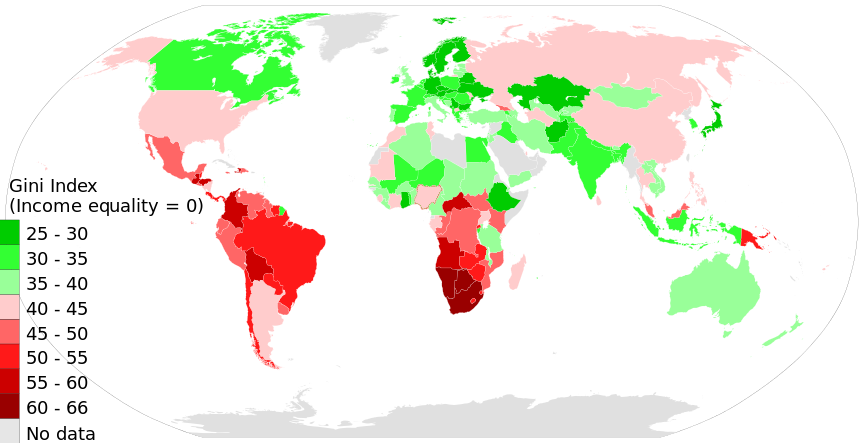 Gini Index
(Income equality = 0)
25 - 30
30 - 35
35 - 40
40 - 45
45 - 50
50 - 55
55 - 60
60 - 66
No data